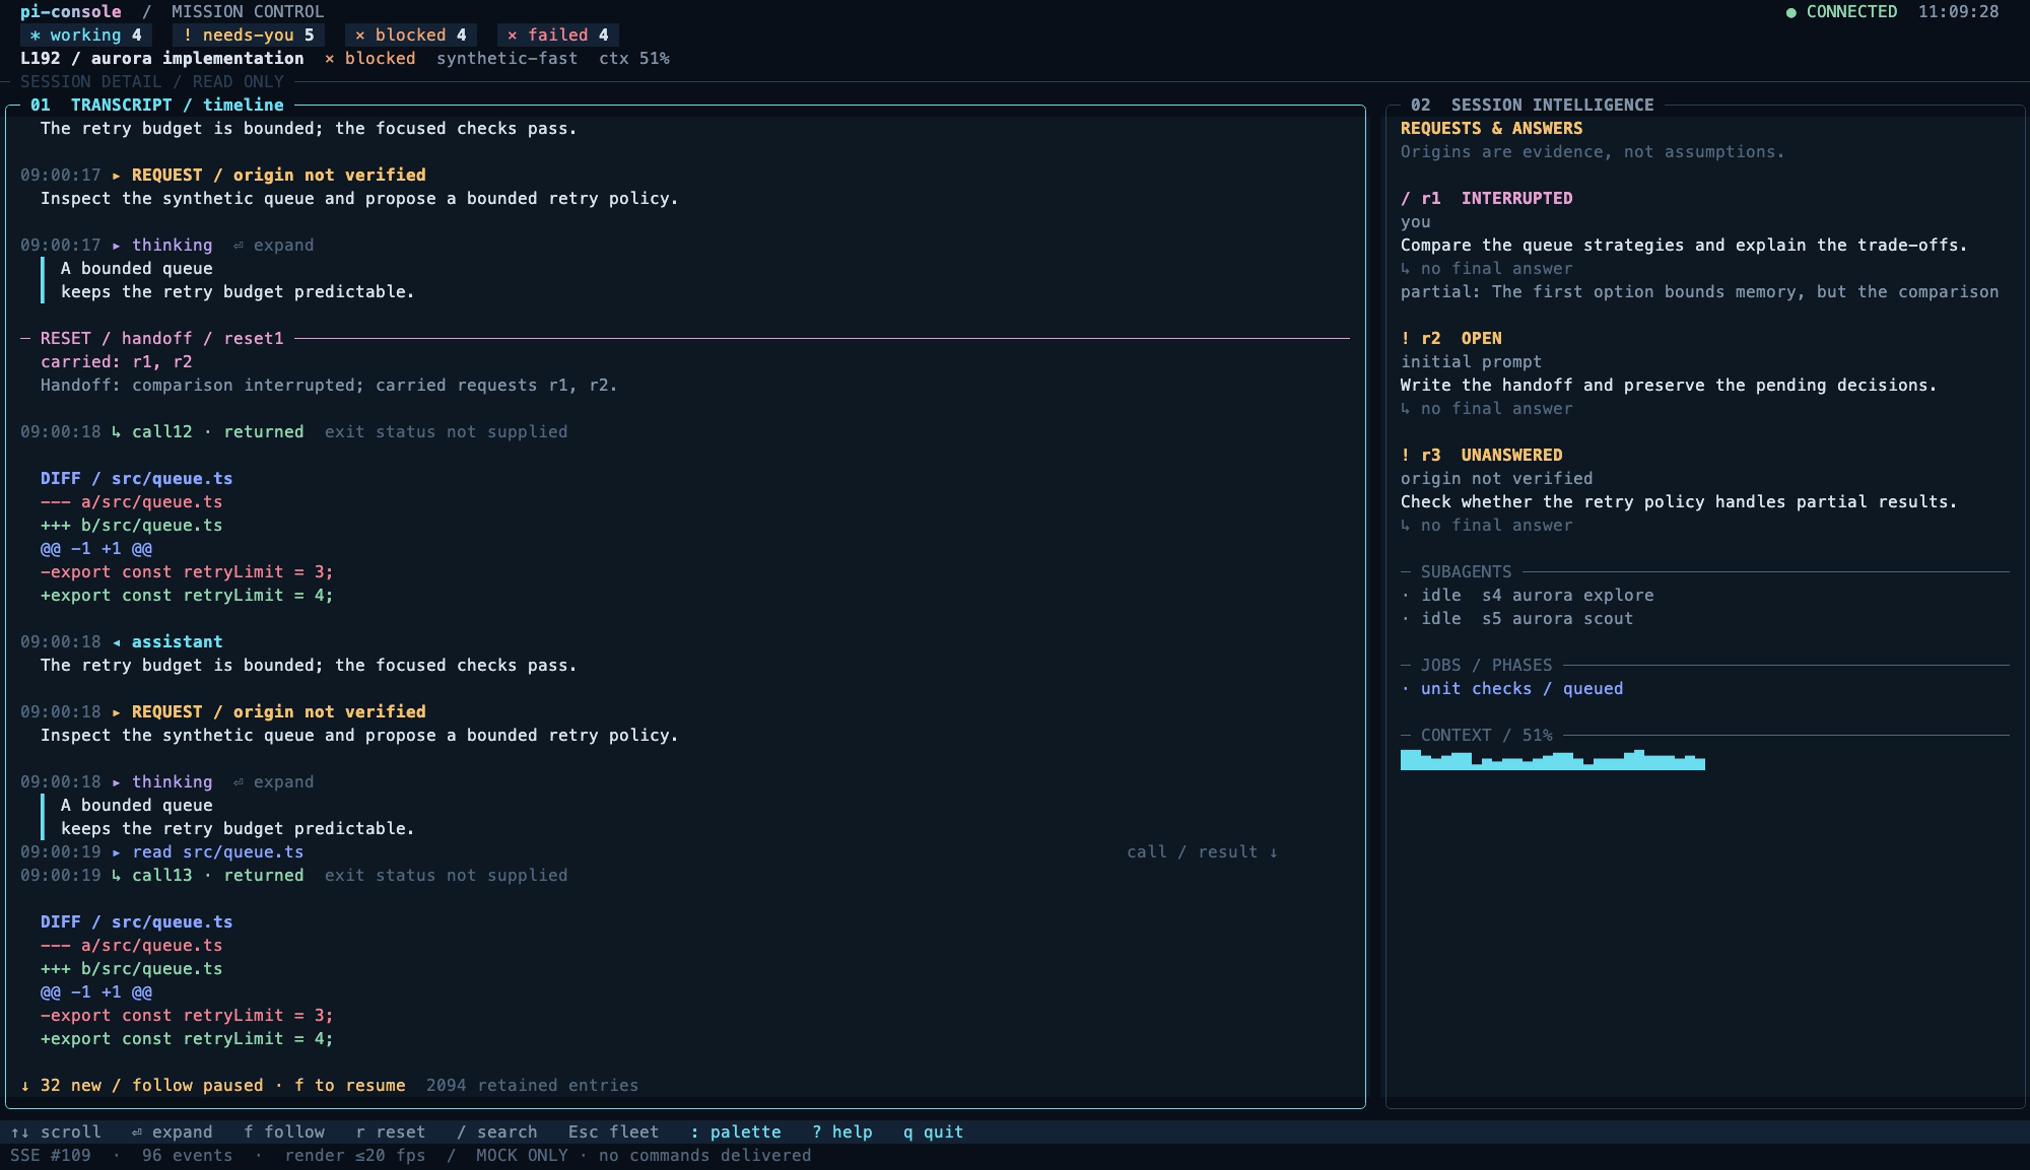 pi-console / MISSION CONTROL ● CONNECTED 11:09:28
* working 4 ! needs-you 5 × blocked 4 × failed 4
L192 / aurora implementation × blocked synthetic-fast ctx 51%
SESSION DETAIL / READ ONLY
01 TRANSCRIPT / timeline
The retry budget is bounded; the focused checks pass.
09:00:17 ▸ REQUEST / origin not verified
Inspect the synthetic queue and propose a bounded retry policy.
09:00:17 ▸ thinking ⏎ expand
A bounded queue
keeps the retry budget predictable.
RESET / handoff / reset1
carried: r1, r2
Handoff: comparison interrupted; carried requests r1, r2.
09:00:18 ↳ call12 · returned exit status not supplied
DIFF / src/queue.ts
--- a/src/queue.ts
+++ b/src/queue.ts
@@ -1 +1 @@
-export const retryLimit = 3;
+export const retryLimit = 4;
09:00:18 ◂ assistant
The retry budget is bounded; the focused checks pass.
09:00:18 ▸ REQUEST / origin not verified
Inspect the synthetic queue and propose a bounded retry policy.
09:00:18 ▸ thinking ⏎ expand
A bounded queue
keeps the retry budget predictable.
09:00:19 ▸ read src/queue.ts call / result ↓
09:00:19 ↳ call13 · returned exit status not supplied
DIFF / src/queue.ts
--- a/src/queue.ts
+++ b/src/queue.ts
@@ -1 +1 @@
-export const retryLimit = 3;
+export const retryLimit = 4;
↓ 32 new / follow paused · f to resume 2094 retained entries
02 SESSION INTELLIGENCE
REQUESTS & ANSWERS
Origins are evidence, not assumptions.
/ r1 INTERRUPTED
you
Compare the queue strategies and explain the trade-offs.
↳ no final answer
partial: The first option bounds memory, but the comparison
! r2 OPEN
initial prompt
Write the handoff and preserve the pending decisions.
↳ no final answer
! r3 UNANSWERED
origin not verified
Check whether the retry policy handles partial results.
↳ no final answer
SUBAGENTS
· idle s4 aurora explore
· idle s5 aurora scout
JOBS / PHASES
· unit checks / queued
CONTEXT / 51%
↑↓ scroll ⏎ expand f follow r reset / search Esc fleet : palette ? help q quit
SSE #109 · 96 events · render ≤20 fps / MOCK ONLY · no commands delivered